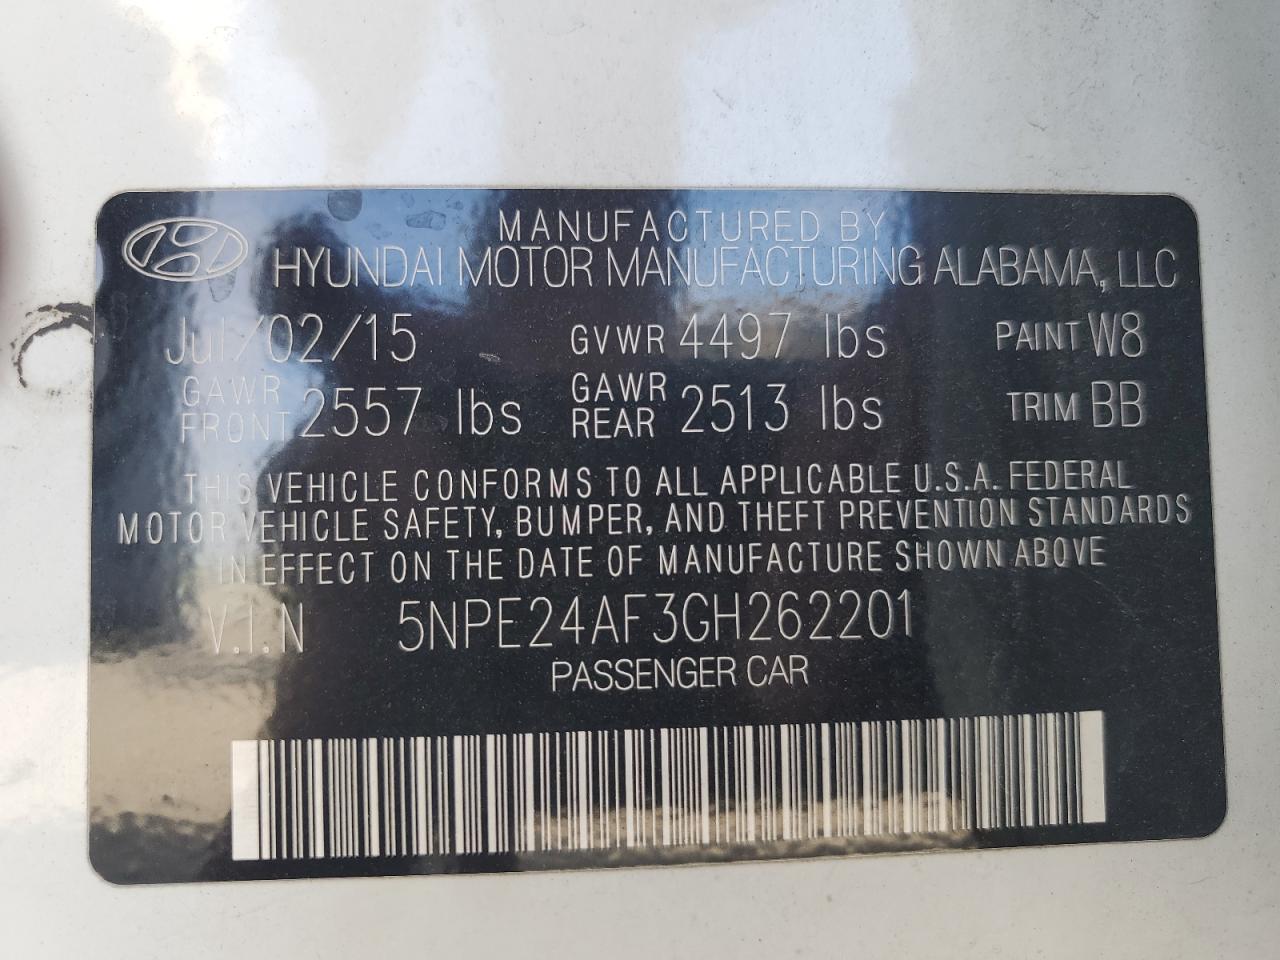 MANUFACTURED BY
HYUNDAI MOTOR MANUFACTURING ALABAMA, LLC
Jul/02/15 GVWR 4497 lbs PAINT W8
GAWR FRONT 2557 lbs GAWR REAR 2513 lbs TRIM BB
THIS VEHICLE CONFORMS TO ALL APPLICABLE U.S.A. FEDERAL
MOTOR VEHICLE SAFETY, BUMPER, AND THEFT PREVENTION STANDARDS
IN EFFECT ON THE DATE OF MANUFACTURE SHOWN ABOVE
V.I.N 5NPE24AF3GH262201
PASSENGER CAR